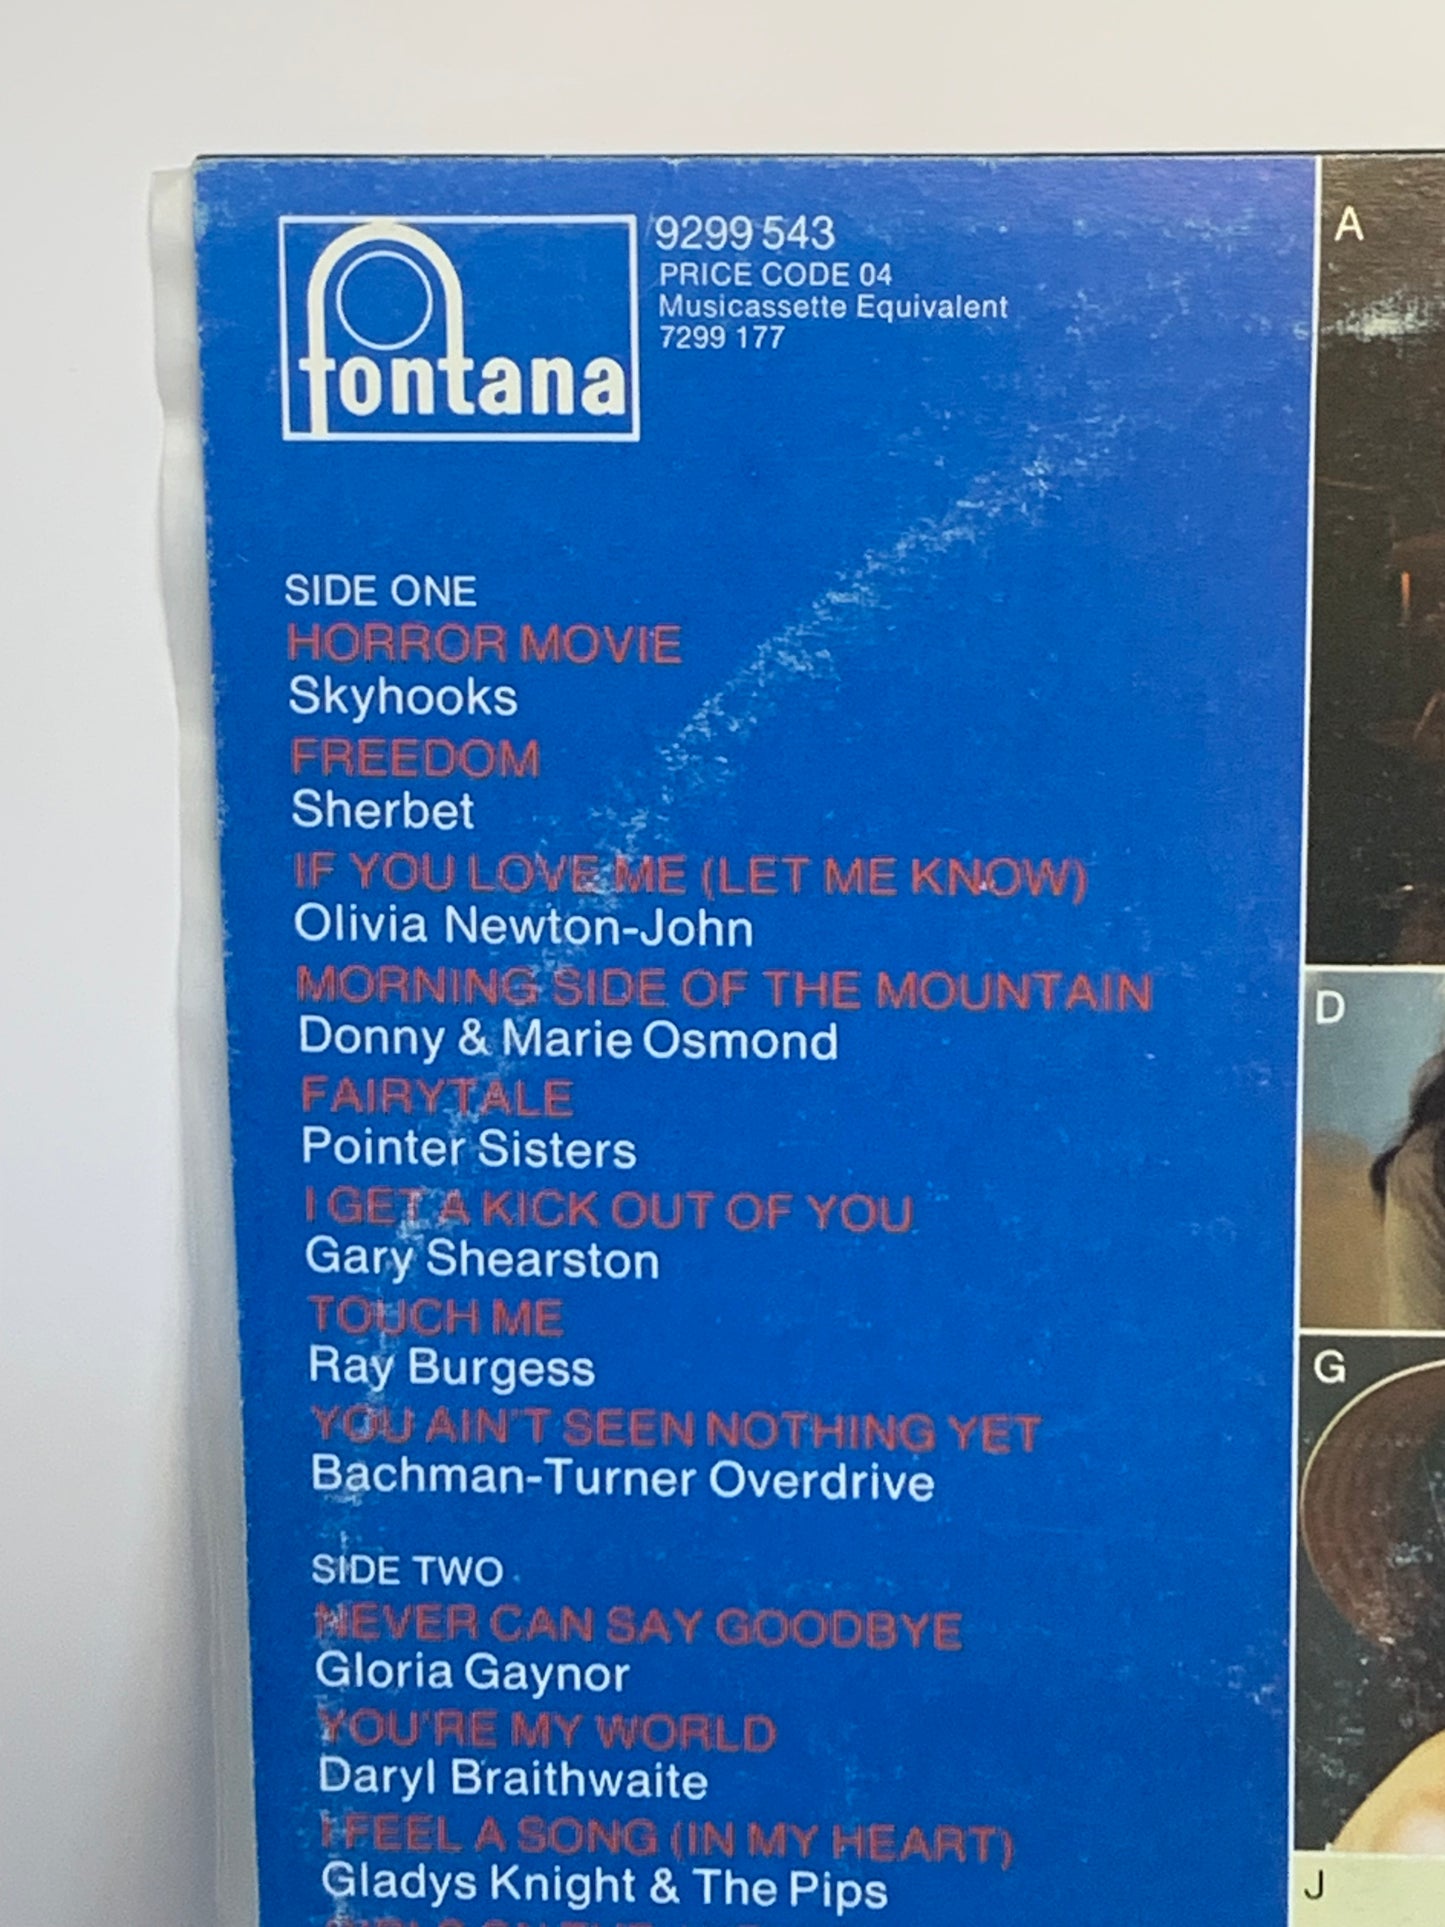 fontana
9299 543
PRICE CODE 04
Musicassette Equivalent
7299 177
SIDE ONE
HORROR MOVIE
Skyhooks
FREEDOM
Sherbet
IF YOU LOVE ME (LET ME KNOW)
Olivia Newton-John
MORNING SIDE OF THE MOUNTAIN
Donny & Marie Osmond
FAIRYTALE
Pointer Sisters
I GET A KICK OUT OF YOU
Gary Shearston
TOUCH ME
Ray Burgess
YOU AIN'T SEEN NOTHING YET
Bachman-Turner Overdrive
SIDE TWO
NEVER CAN SAY GOODBYE
Gloria Gaynor
YOU'RE MY WORLD
Daryl Braithwaite
I FEEL A SONG (IN MY HEART)
Gladys Knight & The Pips
A
D
G
J